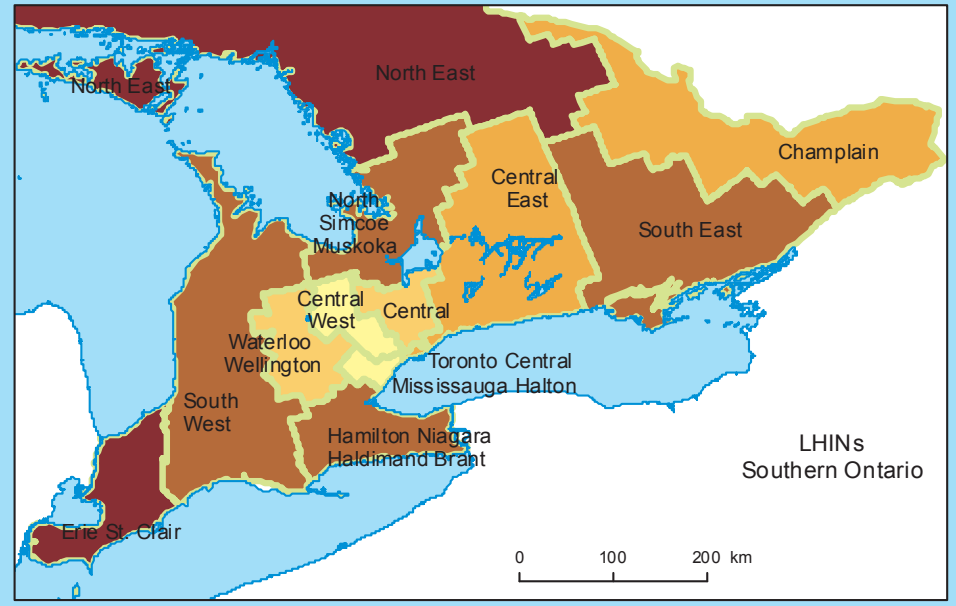 North East
North East
Champlain
Central
East
North
Simcoe
Muskoka
South East
Central
West
Central
Waterloo
Wellington
Toronto Central
Mississauga Halton
South
West
Hamilton Niagara
Haldimand Brant
LHINs
Southern Ontario
Erie St. Clair
0 100 200 km